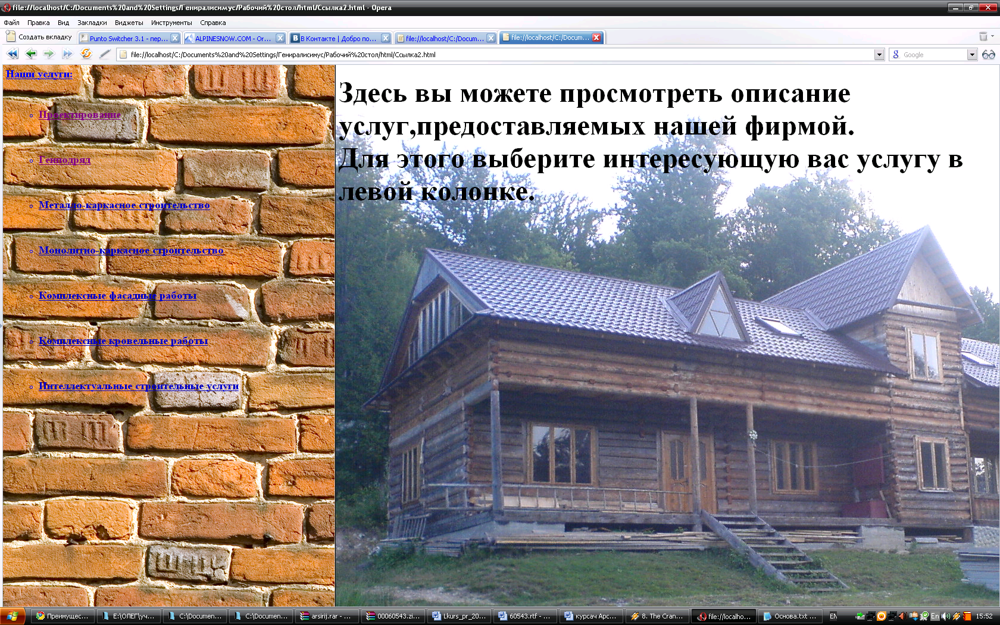 file://localhost/C:/Documents%20and%20Settings/Гениралисимус/Рабочий%20стол/html/Ссылка2.html - Opera
Файл Правка Вид Закладки Виджеты Инструменты Справка
Создать вкладку
Punto Switcher 3.1 - пер...
ALPINESNOW.COM - Or...
В Контакте | Добро по...
file://localhost/C:/Docum...
file://localhost/C:/Docum...
file://localhost/C:/Documents%20and%20Settings/Гениралисимус/Рабочий%20стол/html/Ссылка2.html
Google
Наши услуги:
Проектирование
Генподряд
Металло-каркасное строительство
Монолитно-каркасное строительство
Комплексные фасадные работы
Комплексные кровельные работы
Интеллектуальные строительные услуги
Здесь вы можете просмотреть описание
услуг,предоставляемых нашей фирмой.
Для этого выберите интересующую вас услугу в
левой колонке.
Преимущес...
E:\ОЛЕГ\уч...
C:\Documen...
C:\Documen...
arsirij.rar - ...
00060543.zi...
Lkurs_pr_20...
60543.rtf - ...
курсач Арс...
8. The Cran...
file://localho...
Основа.txt ...
EN
En
15:52